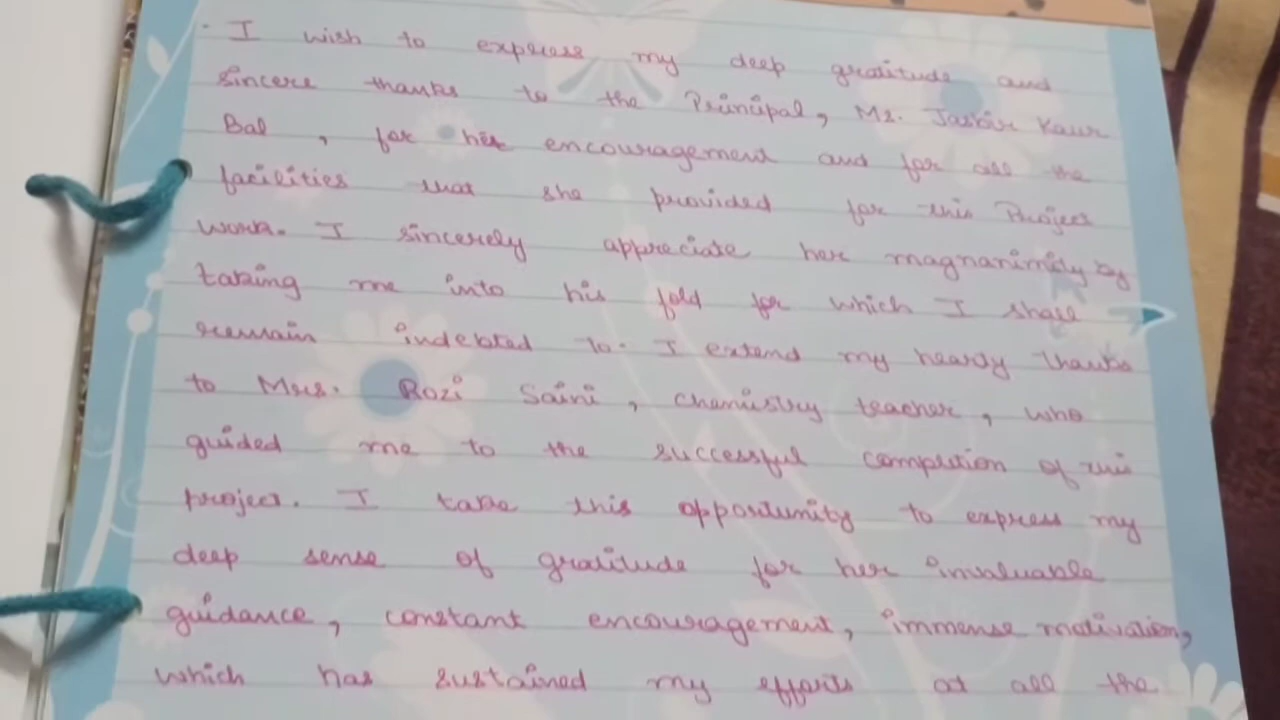 I wish to express my deep gratitude and
sincere thanks to the Principal, Ms. Jasbir Kaur
Bal , for her encouragement and for all the
facilities that she provided for this Project
work. I sincerely appreciate her magnanimity by
taking me into his fold for which I shall
remain indebted to. I extend my heardy thanks
to Mrs. Rozi Saini , chemistry teacher , who
guided me to the successful completion of this
project. I take this opportunity to express my
deep sense of gratitude for her invaluable
guidance , constant encouragement, immense motivation,
which has sustained my efforts at all the